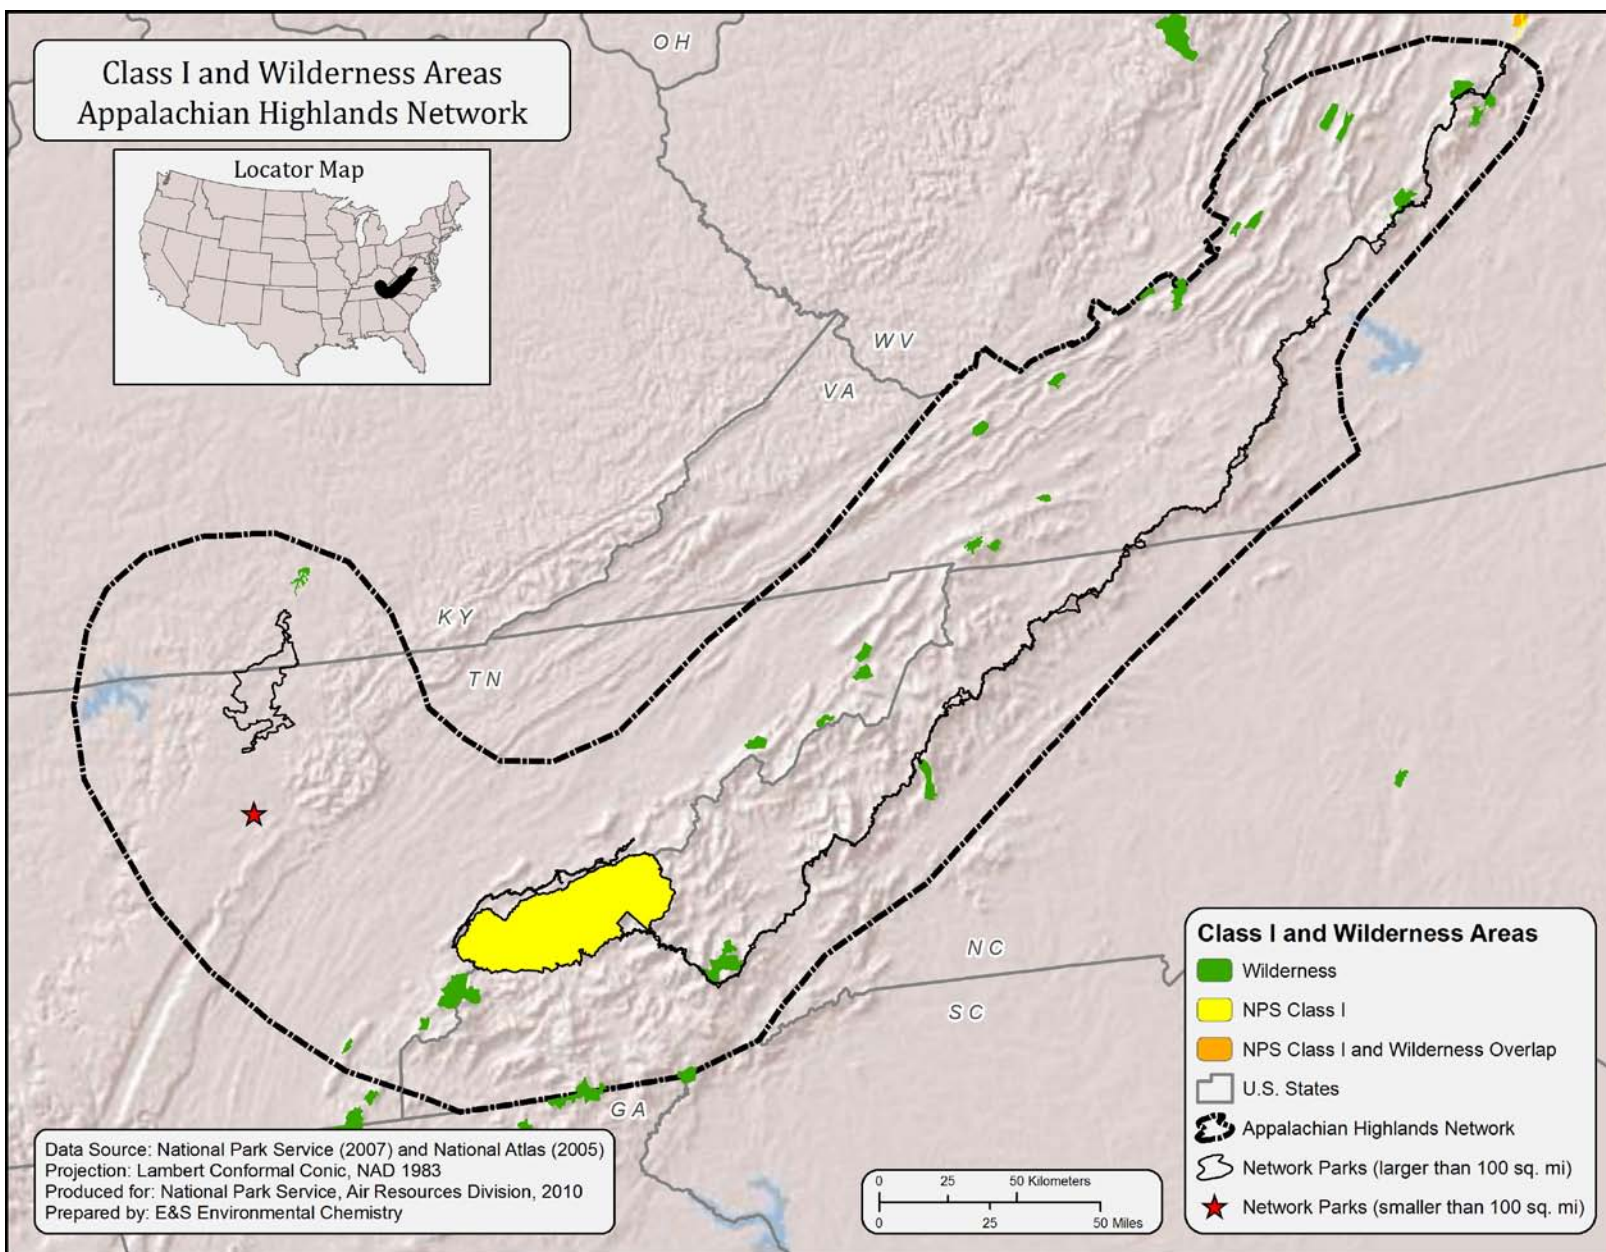 Class I and Wilderness Areas
Appalachian Highlands Network
Locator Map
OH
WV
VA
KY
TN
NC
SC
GA
Class I and Wilderness Areas
Wilderness
NPS Class I
NPS Class I and Wilderness Overlap
U.S. States
Appalachian Highlands Network
Network Parks (larger than 100 sq. mi)
Network Parks (smaller than 100 sq. mi)
Data Source: National Park Service (2007) and National Atlas (2005)
Projection: Lambert Conformal Conic, NAD 1983
Produced for: National Park Service, Air Resources Division, 2010
Prepared by: E&S Environmental Chemistry
0 25 50 Kilometers
0 25 50 Miles